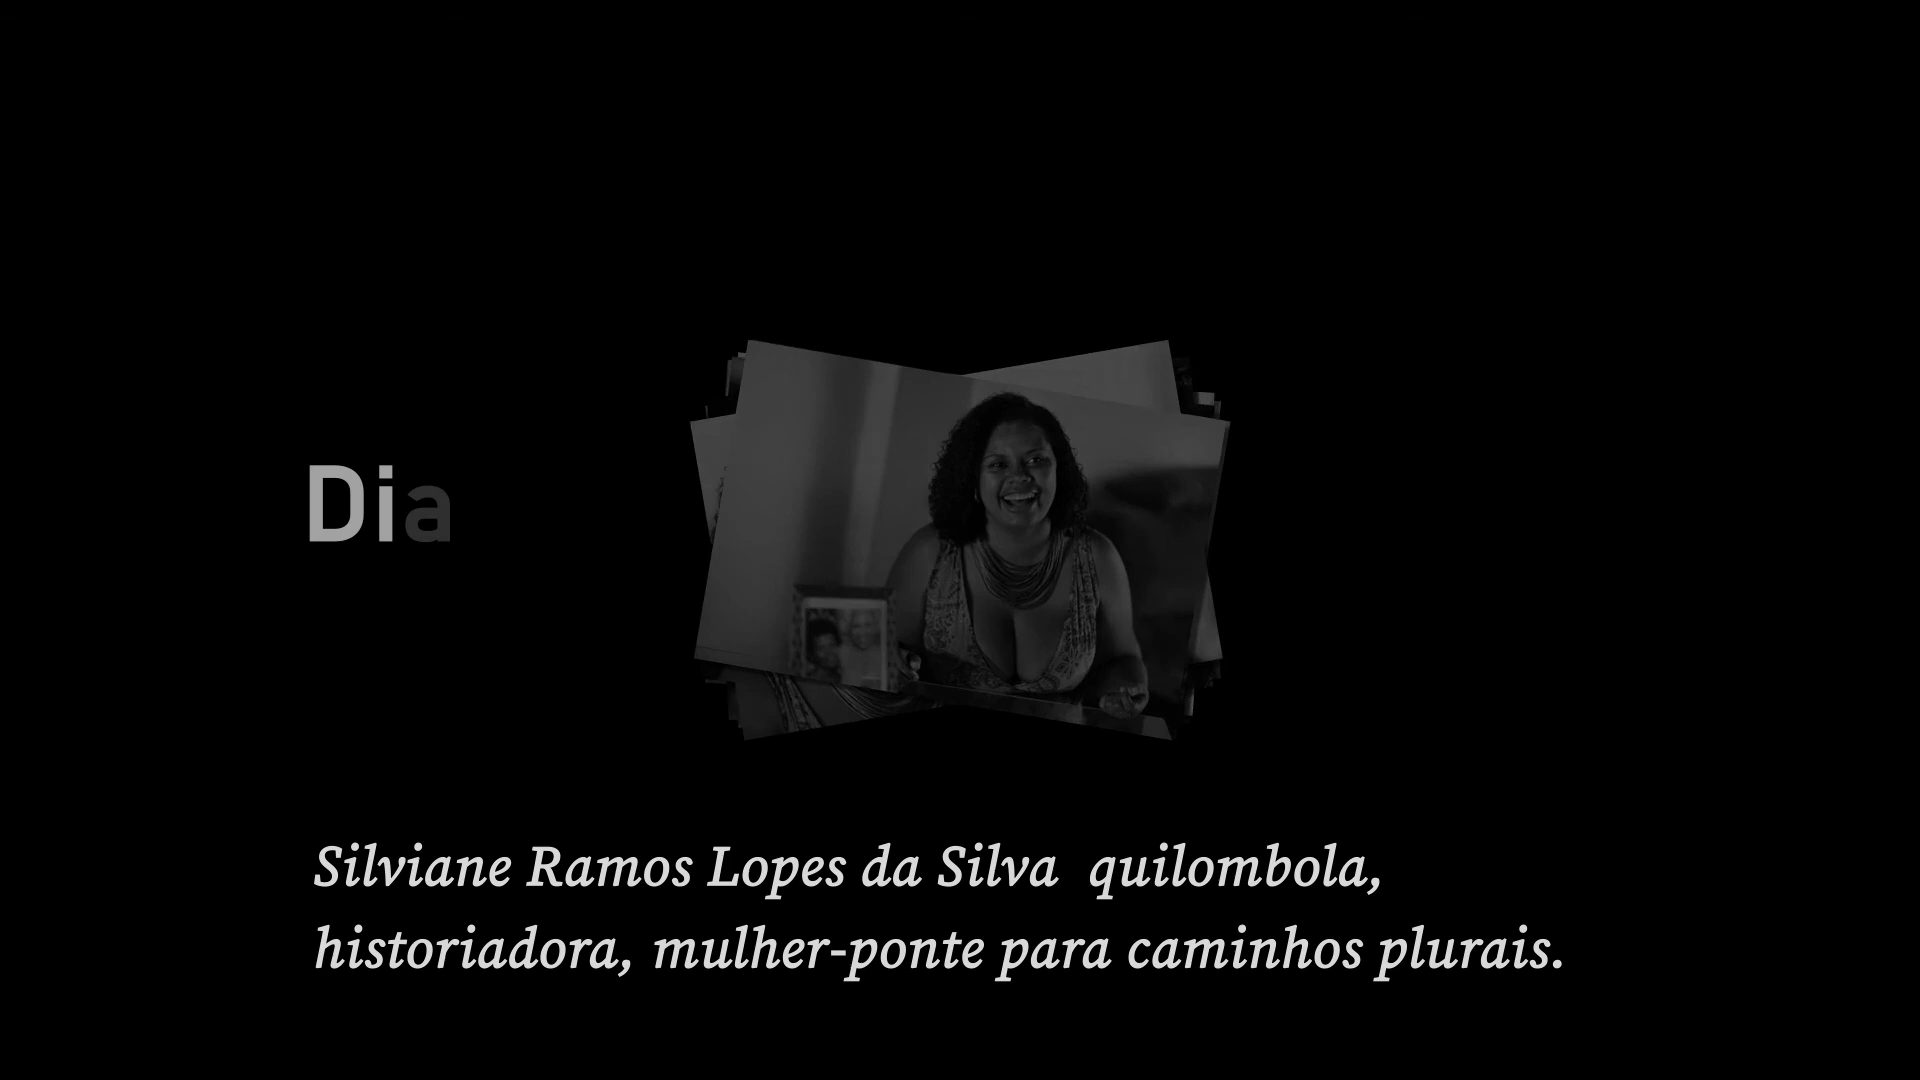 Dia
Silviane Ramos Lopes da Silva  quilombola,
historiadora, mulher-ponte para caminhos plurais.